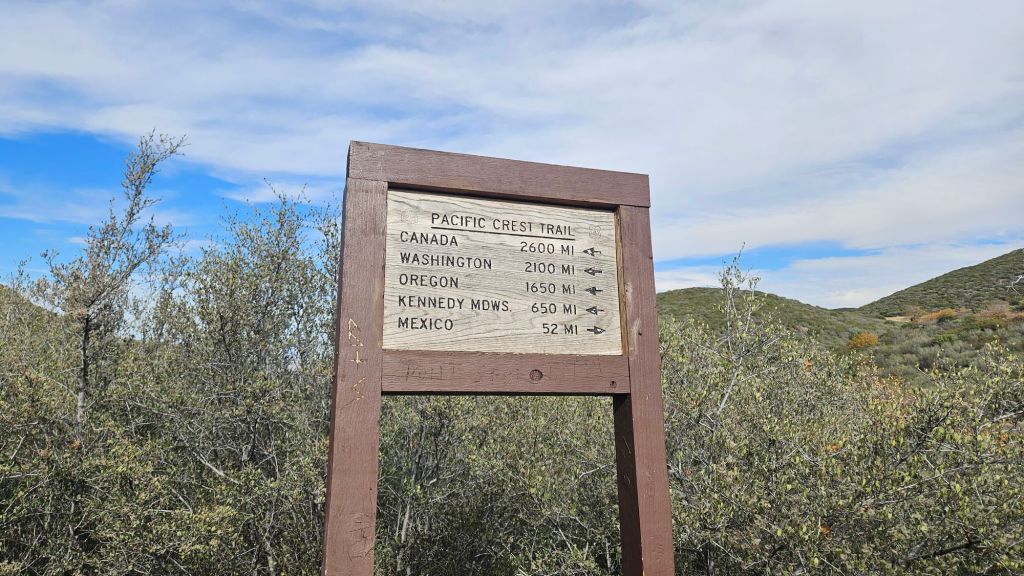 PACIFIC CREST TRAIL
CANADA 2600 MI
WASHINGTON 2100 MI
OREGON 1650 MI
KENNEDY MDWS. 650 MI
MEXICO 52 MI